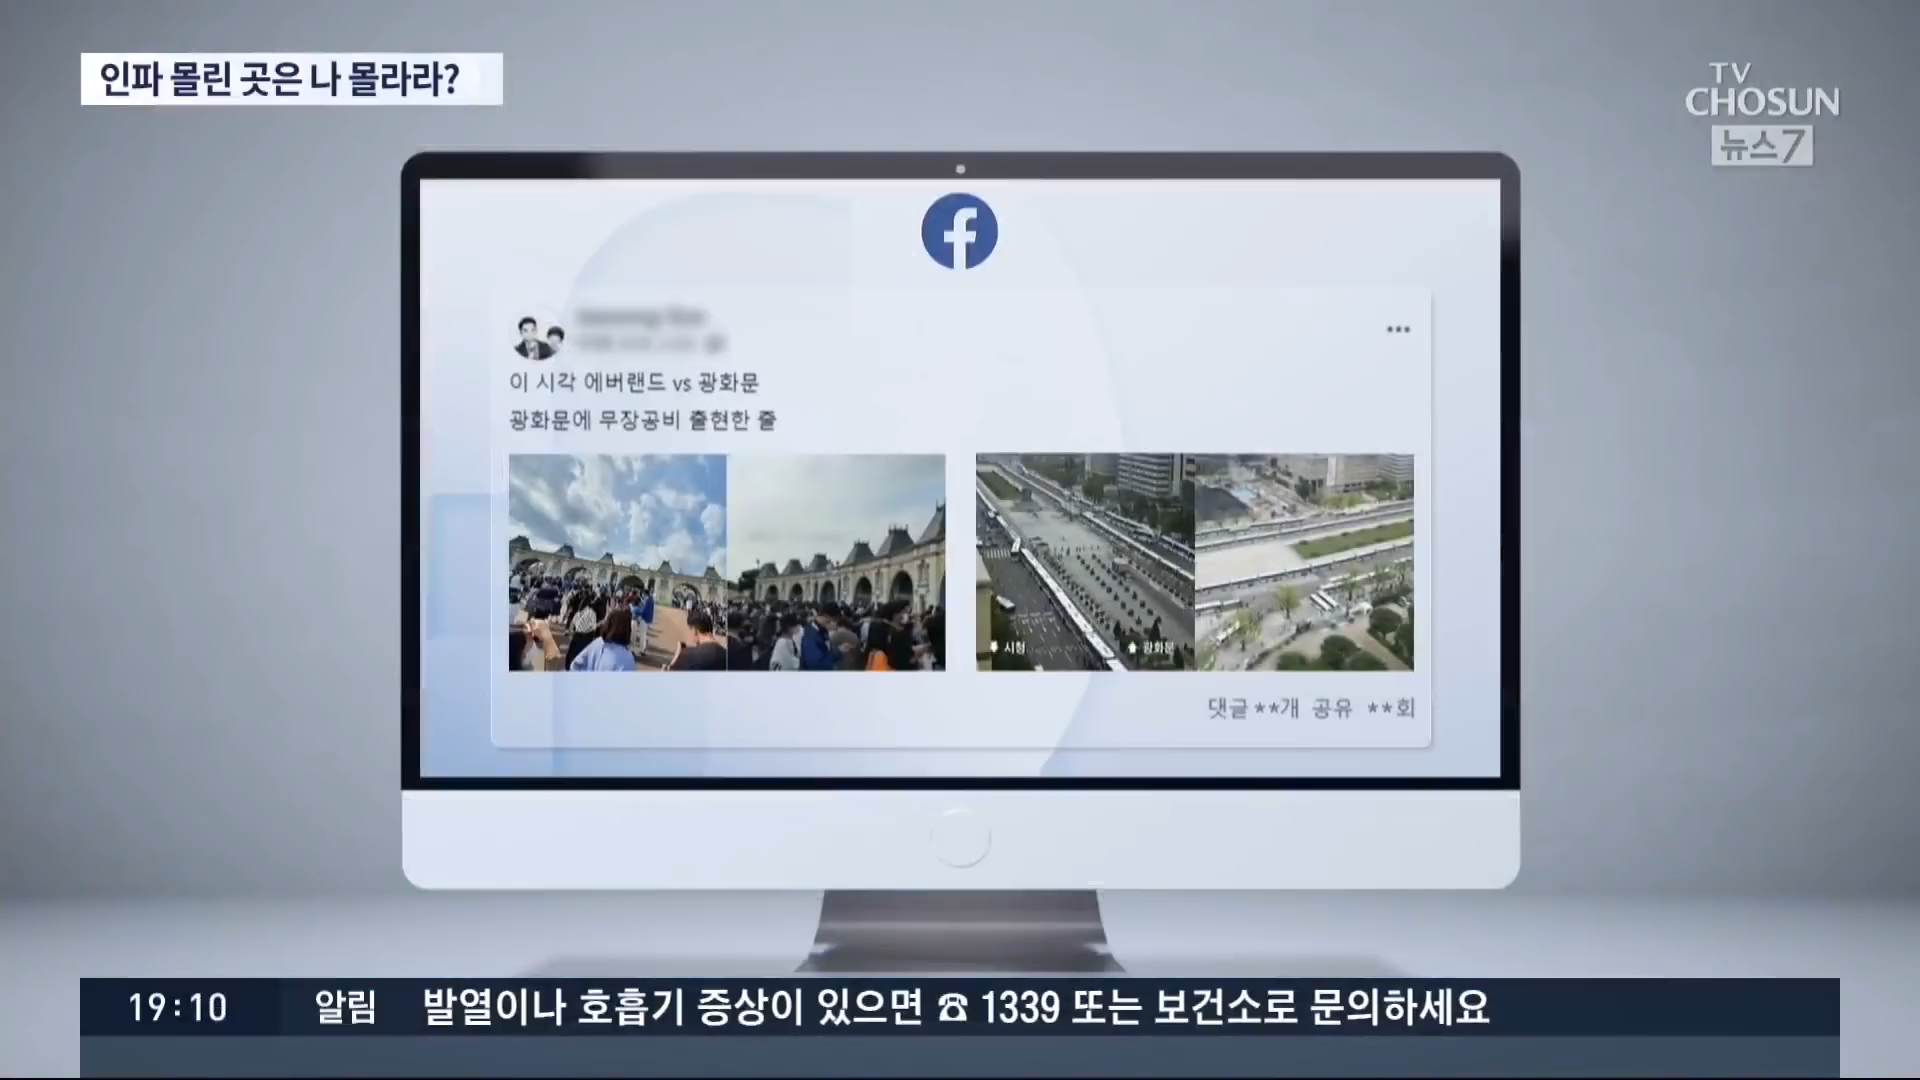 인파 몰린 곳은 나 몰라라?
TV
CHOSUN
뉴스7
이 시각 에버랜드 vs 광화문
광화문에 무장공비 출현한 줄
시청
광화문
댓글 **개 공유 **회
19:10 알림 발열이나 호흡기 증상이 있으면 ☎ 1339 또는 보건소로 문의하세요